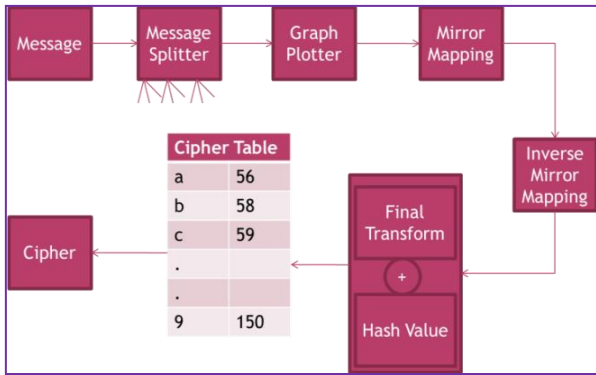 Message
Message
Splitter
Graph
Plotter
Mirror
Mapping
Inverse
Mirror
Mapping
Final
Transform
+
Hash Value
Cipher Table
a 56
b 58
c 59
.
.
9 150
Cipher